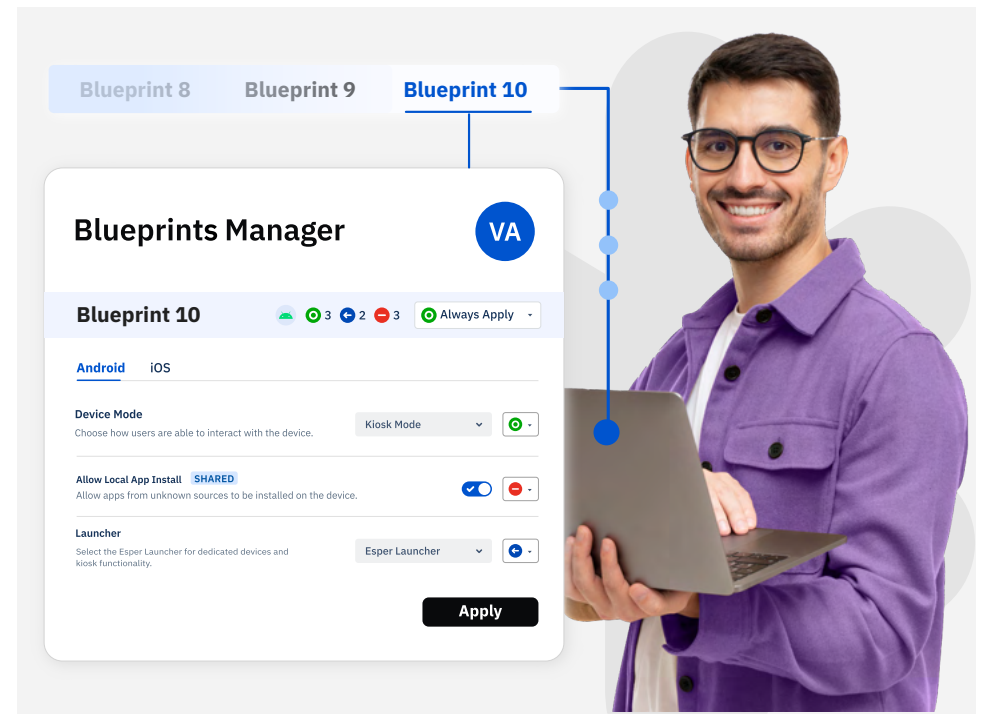 Blueprint 8 Blueprint 9 Blueprint 10
Blueprints Manager VA
Blueprint 10 3 2 3 Always Apply
Android iOS
Device Mode
Choose how users are able to interact with the device.
Kiosk Mode
Allow Local App Install SHARED
Allow apps from unknown sources to be installed on the device.
Launcher
Select the Esper Launcher for dedicated devices and
kiosk functionality.
Esper Launcher
Apply